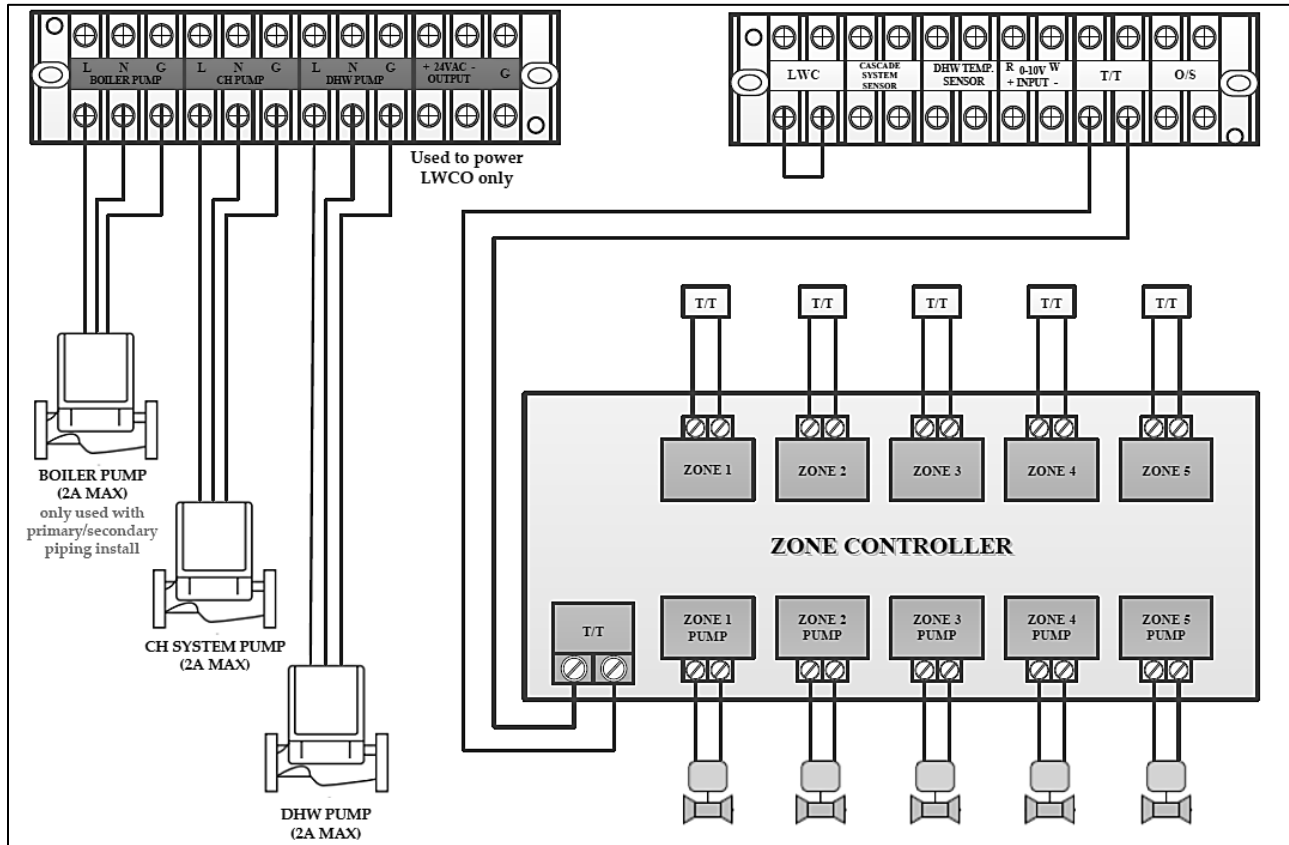 L N G L N G L N G + 24VAC - G
BOILER PUMP CH PUMP DHW PUMP OUTPUT
Used to power
LWCO only
LWC CASCADE SYSTEM SENSOR DHW TEMP. SENSOR R 0-10V W + INPUT - T/T O/S
T/T T/T T/T T/T T/T
ZONE 1 ZONE 2 ZONE 3 ZONE 4 ZONE 5
ZONE CONTROLLER
T/T
ZONE 1 ZONE 2 ZONE 3 ZONE 4 ZONE 5
PUMP PUMP PUMP PUMP PUMP
BOILER PUMP
(2A MAX)
only used with
primary/secondary
piping install
CH SYSTEM PUMP
(2A MAX)
DHW PUMP
(2A MAX)